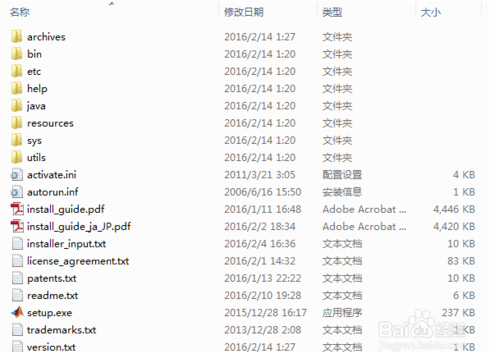 名称 修改日期 类型 大小
archives 2016/2/14 1:27 文件夹
bin 2016/2/14 1:20 文件夹
etc 2016/2/14 1:20 文件夹
help 2016/2/14 1:20 文件夹
java 2016/2/14 1:20 文件夹
resources 2016/2/14 1:20 文件夹
sys 2016/2/14 1:20 文件夹
utils 2016/2/14 1:20 文件夹
activate.ini 2011/3/21 3:05 配置设置 4 KB
autorun.inf 2006/6/16 15:50 安装信息 1 KB
install_guide.pdf 2016/1/11 16:48 Adobe Acrobat ... 4,446 KB
install_guide_ja_JP.pdf 2016/2/2 18:34 Adobe Acrobat ... 4,420 KB
installer_input.txt 2016/2/4 16:36 文本文档 10 KB
license_agreement.txt 2016/2/1 14:32 文本文档 83 KB
patents.txt 2016/1/13 22:22 文本文档 10 KB
readme.txt 2016/2/10 19:28 文本文档 6 KB
setup.exe 2015/12/28 16:17 应用程序 237 KB
trademarks.txt 2013/12/28 2:08 文本文档 KB
version.txt 2016/2/14 1:27 文本文档 1 KB
Baidu 经验
jingyan.baidu.com